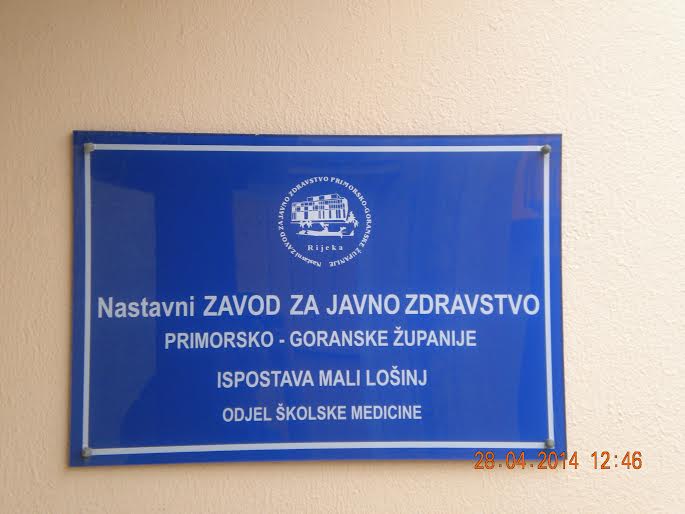 Nastavni ZAVOD ZA JAVNO ZDRAVSTVO PRIMORSKO-GORANSKE ŽUPANIJE
Rijeka
Nastavni ZAVOD ZA JAVNO ZDRAVSTVO
PRIMORSKO - GORANSKE ŽUPANIJE
ISPOSTAVA MALI LOŠINJ
ODJEL ŠKOLSKE MEDICINE
28.04.2014 12:46